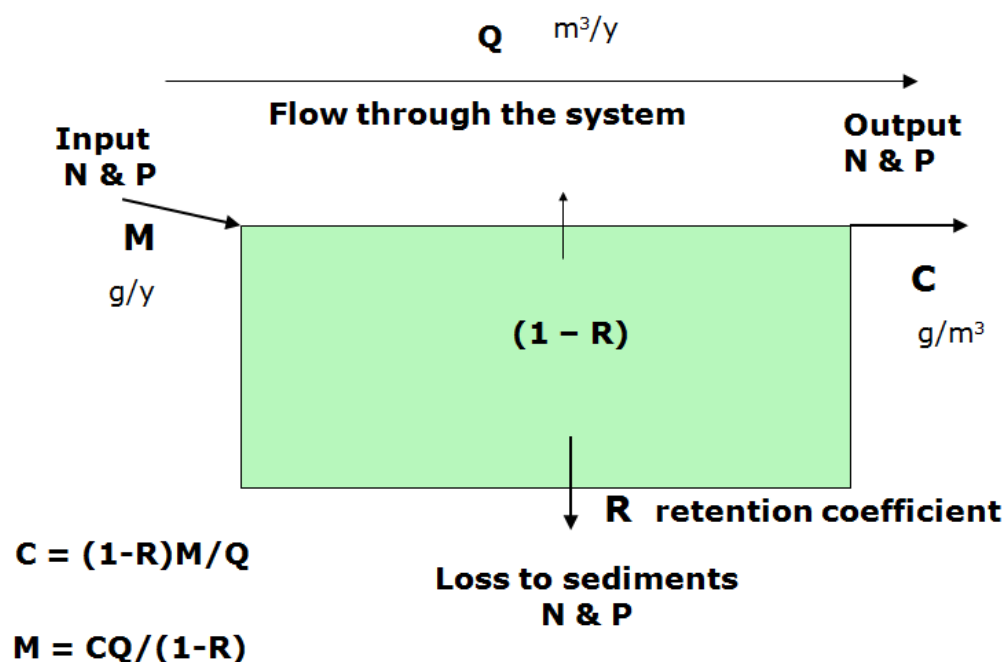 Q m³/y
Flow through the system
Input
N & P
Output
N & P
M
g/y
C
g/m³
(1 – R)
R retention coefficient
Loss to sediments
N & P
C = (1-R)M/Q
M = CQ/(1-R)